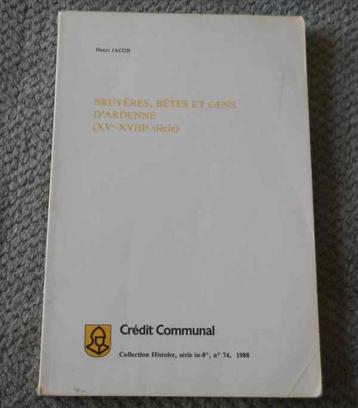 Henri JACOB
BRUYÈRES, BÊTES ET GENS
D'ARDENNE
(XVe-XVIIIe siècle)
Crédit Communal
Collection Histoire, série in-8°, n° 74, 1988